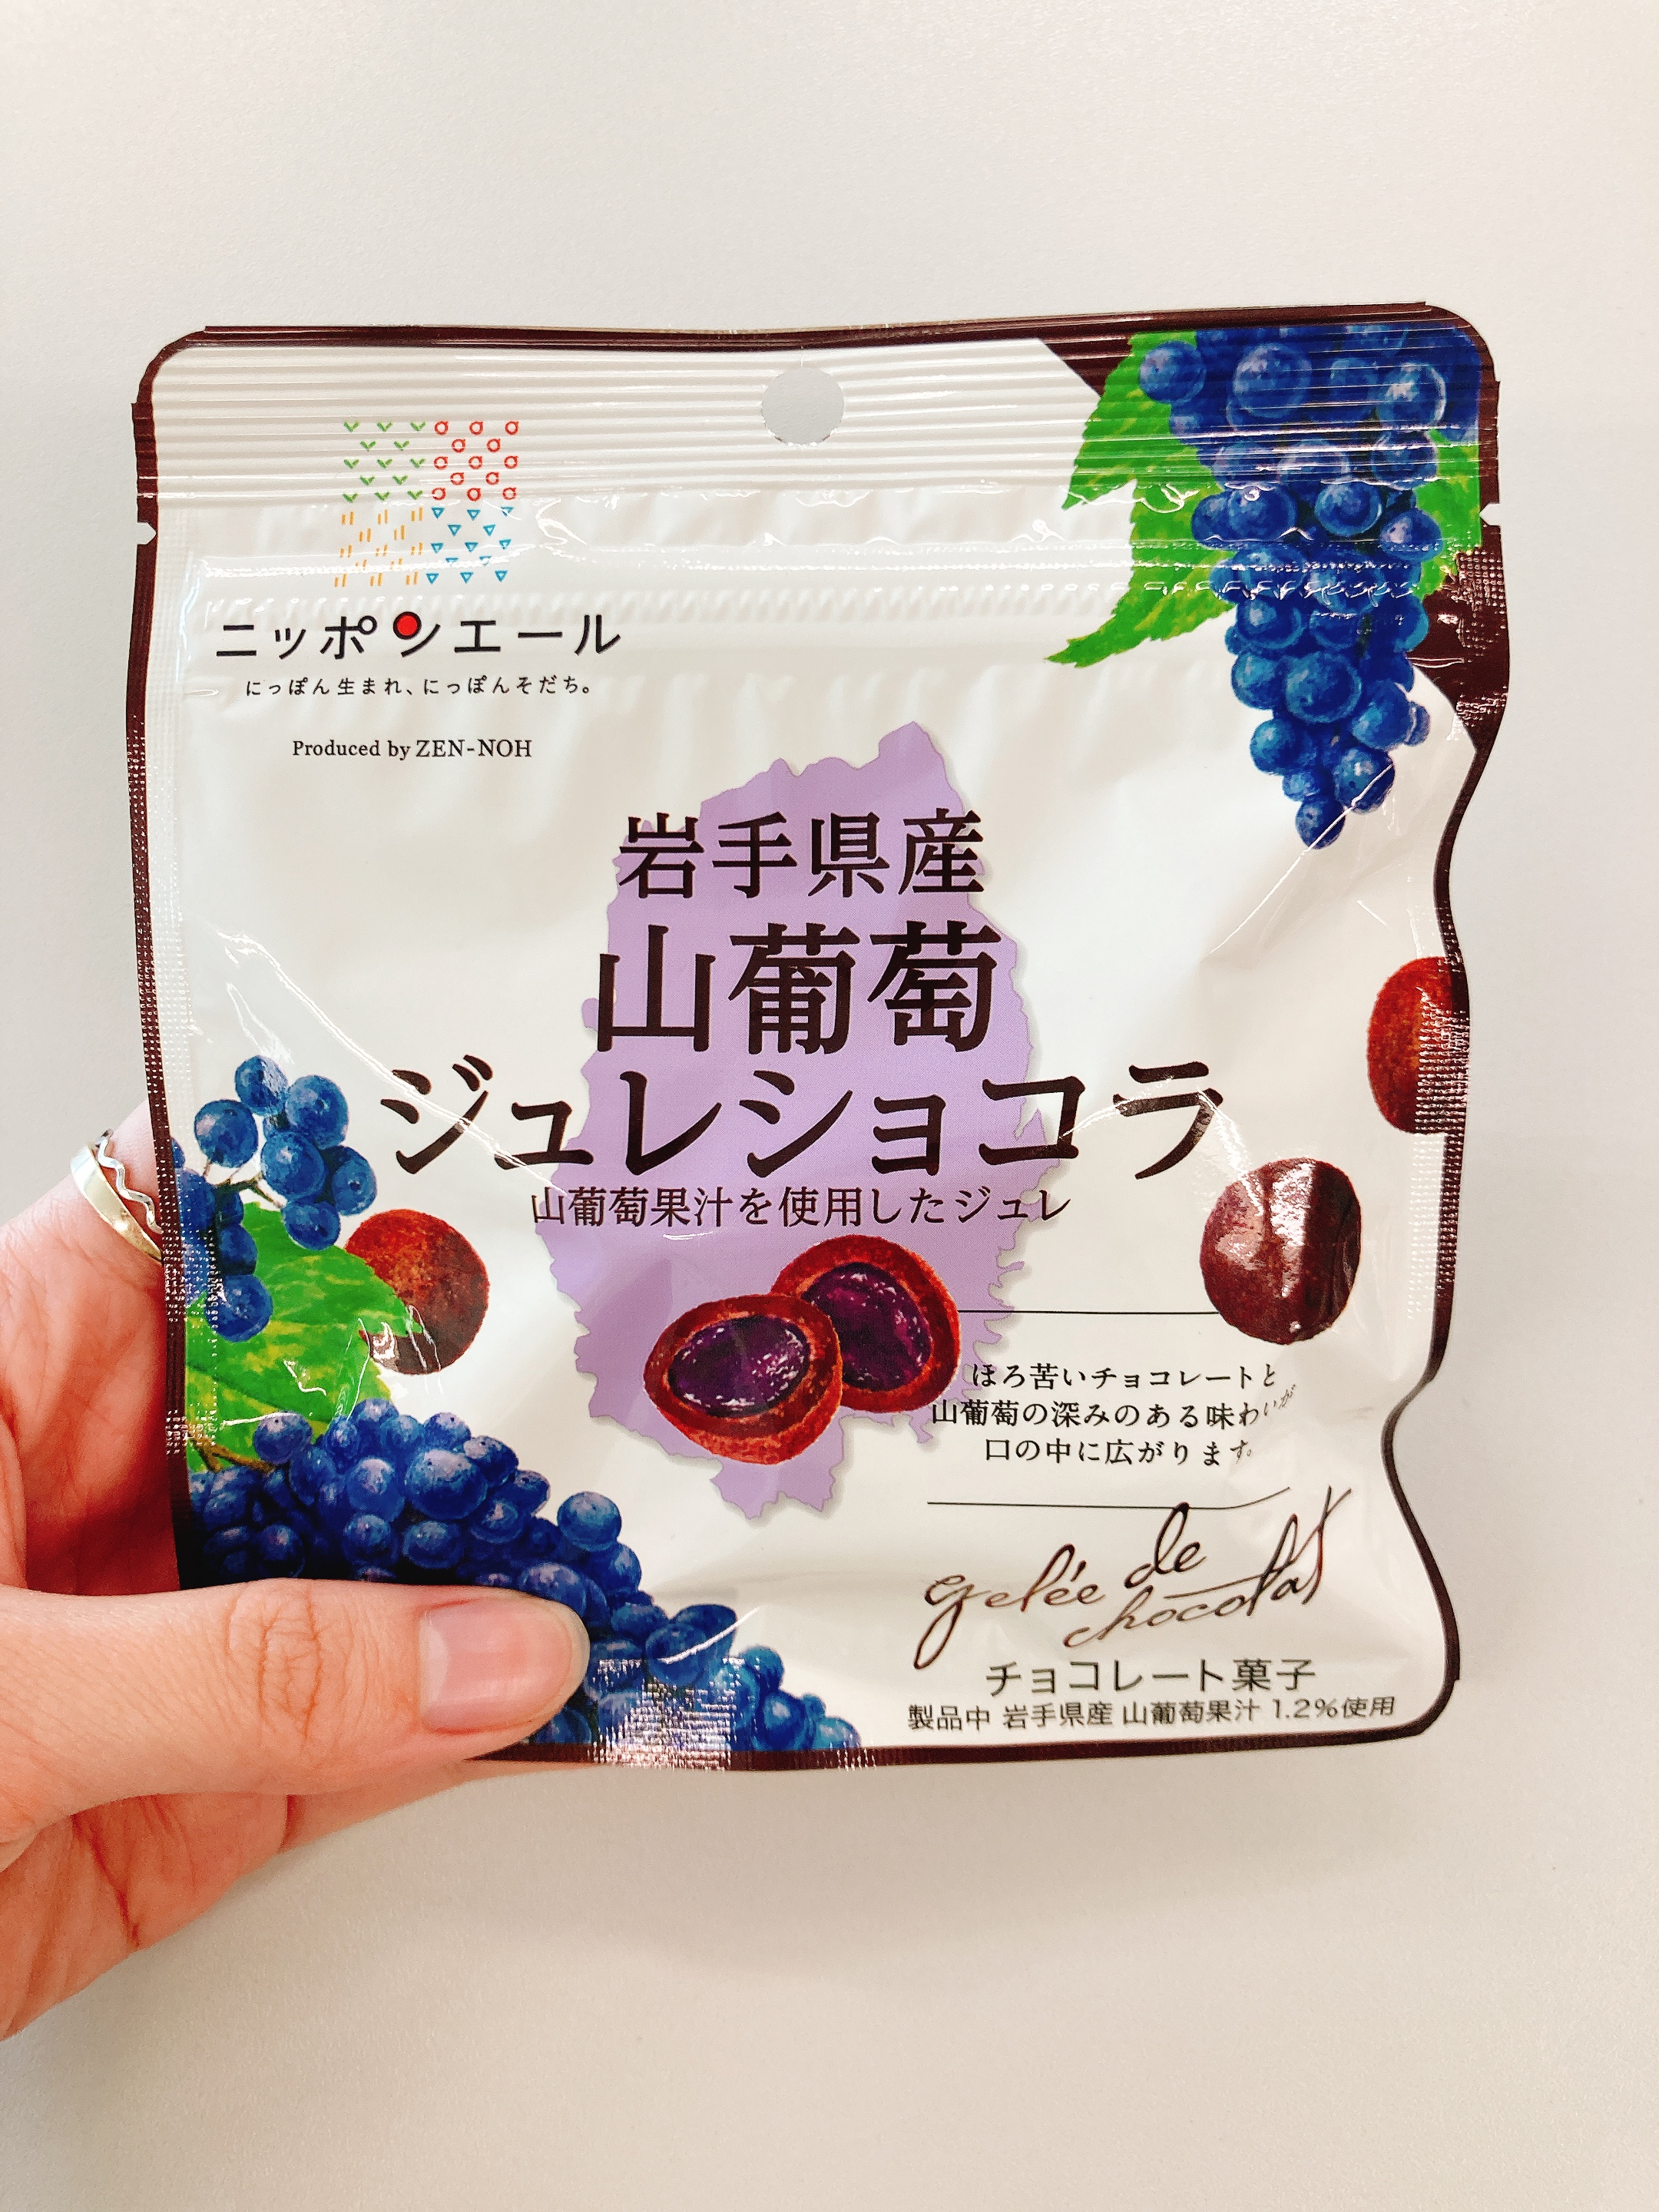 ニッポンエール
にっぽん生まれ、にっぽんそだち。
Produced by ZEN-NOH
岩手県産
山葡萄
ジュレショコラ
山葡萄果汁を使用したジュレ
ほろ苦いチョコレートと
山葡萄の深みのある味わいが
口の中に広がります。
gelée de
chocolat
チョコレート菓子
製品中 岩手県産 山葡萄果汁 1.2%使用